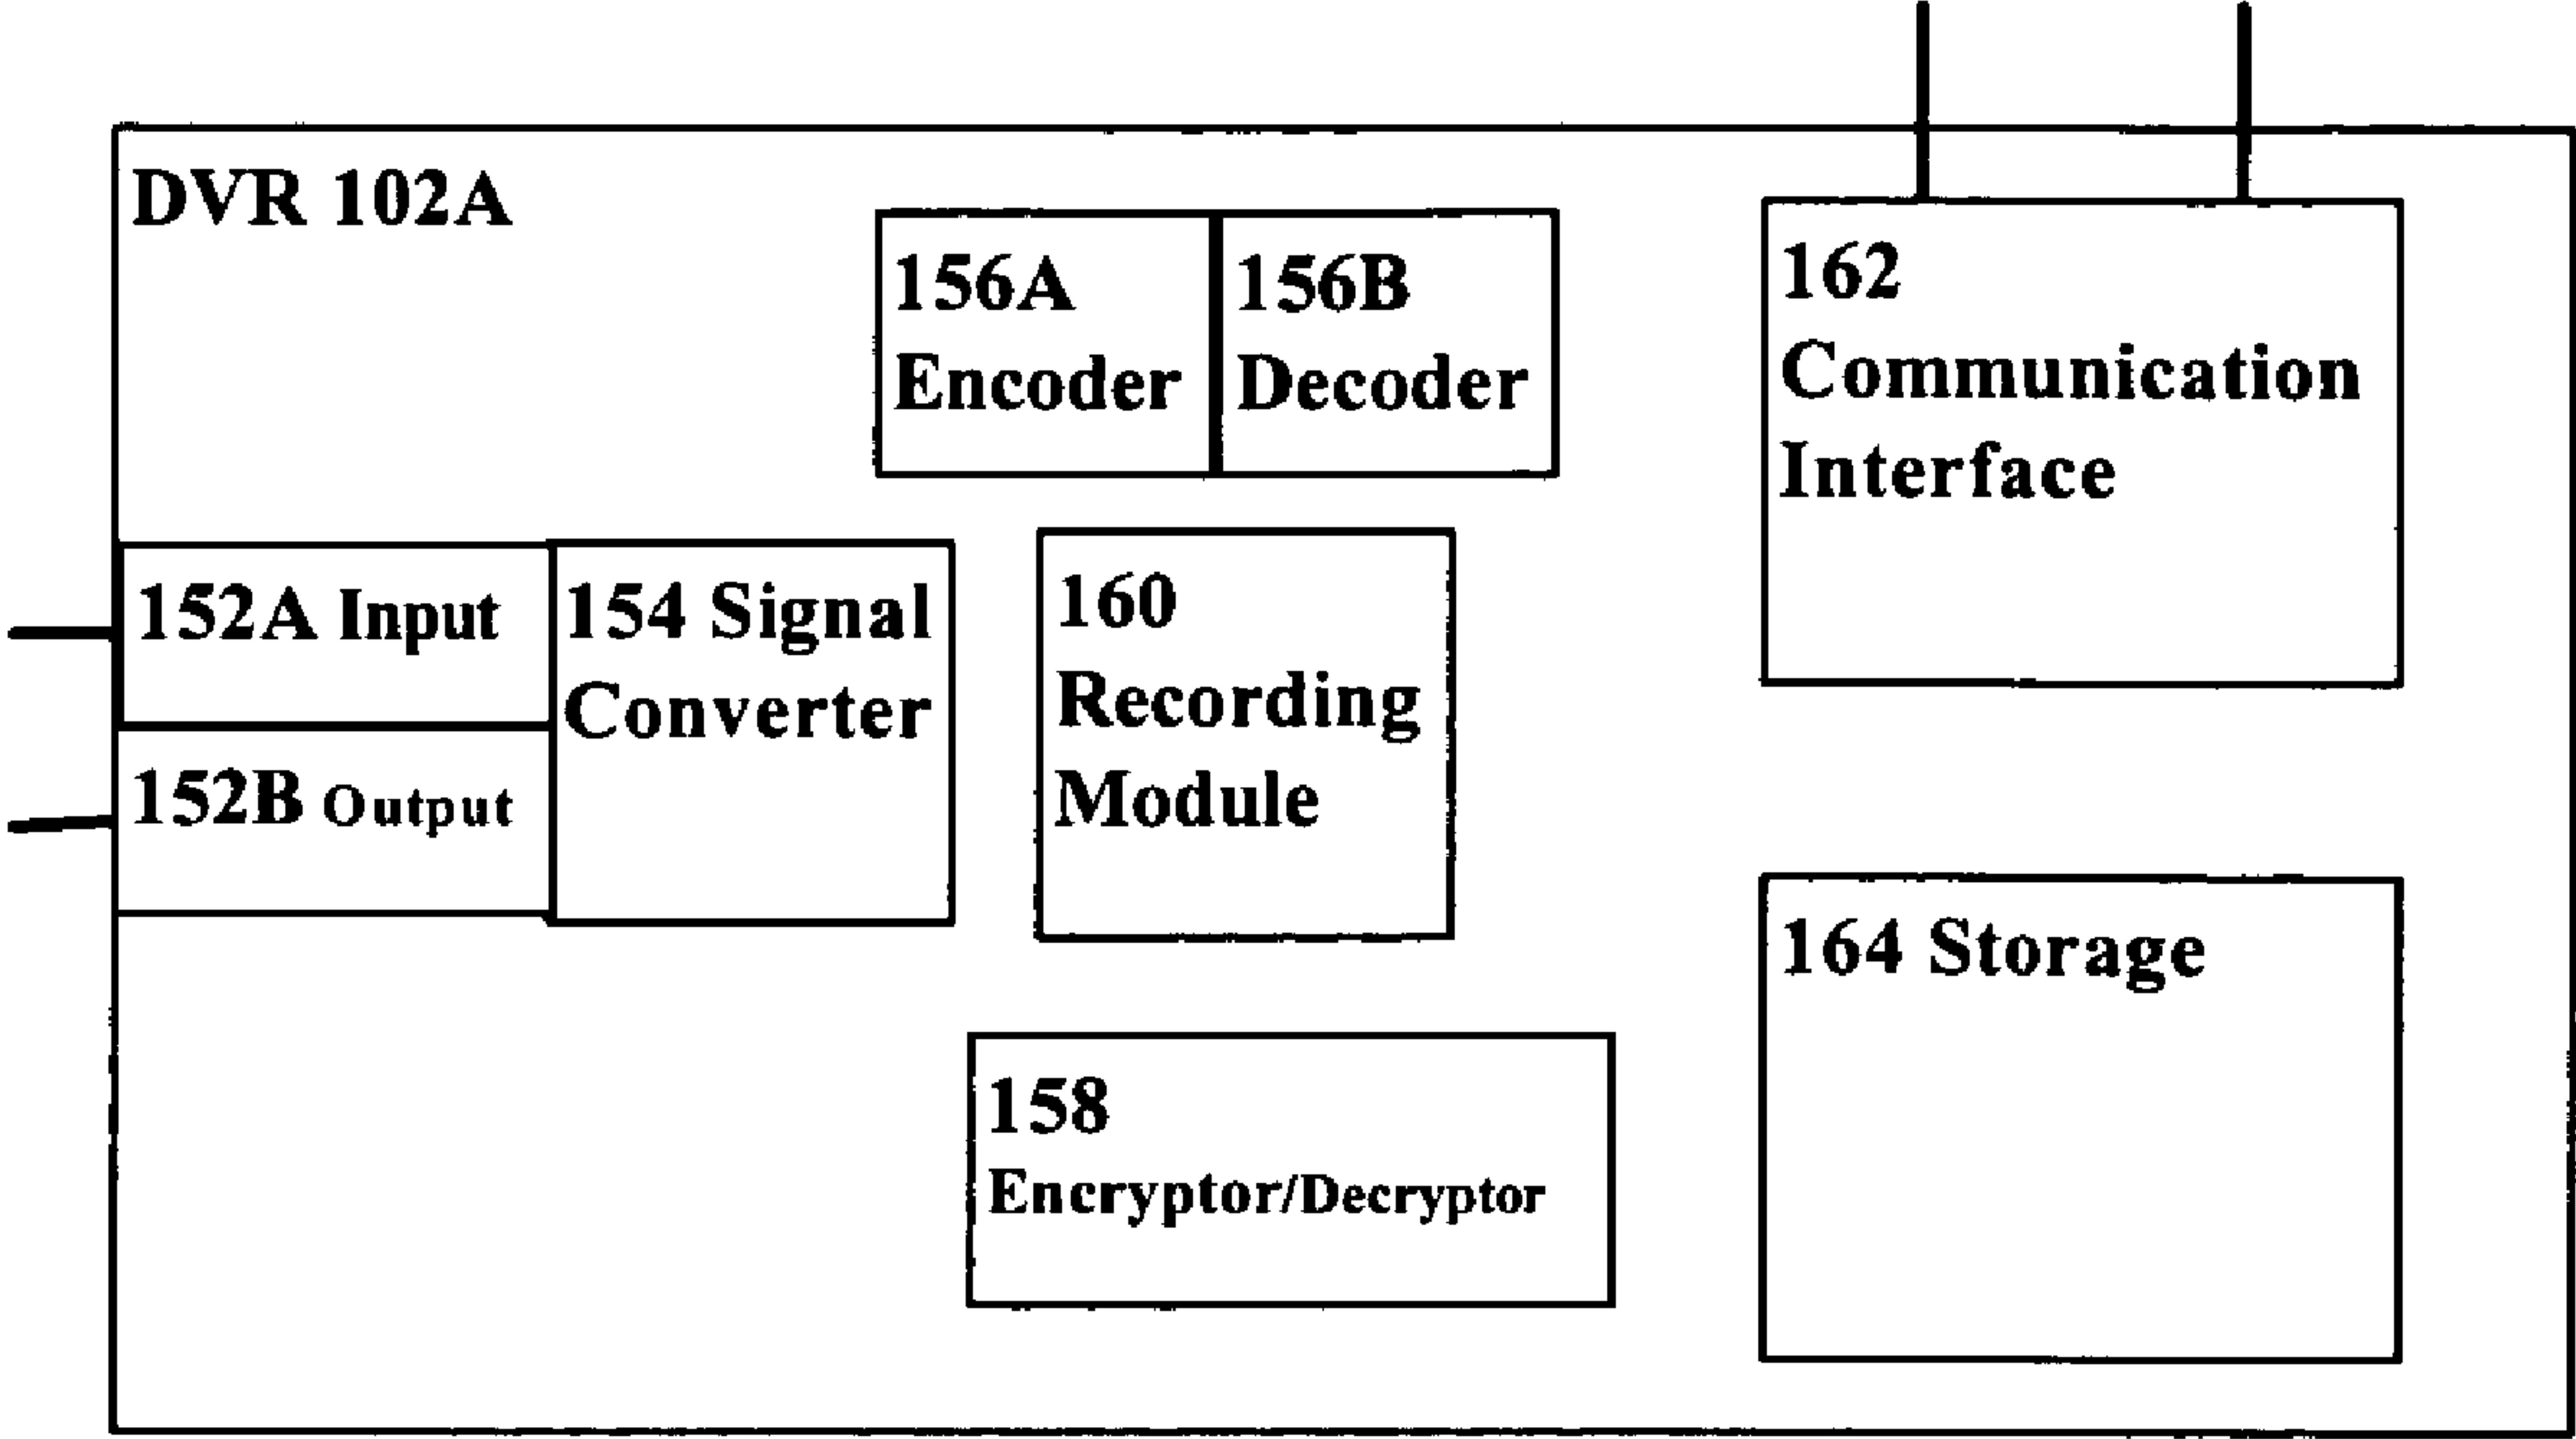 DVR 102A
156A
Encoder
156B
Decoder
162
Communication
Interface
152A Input
152B Output
154 Signal
Converter
160
Recording
Module
164 Storage
158
Encryptor/Decryptor